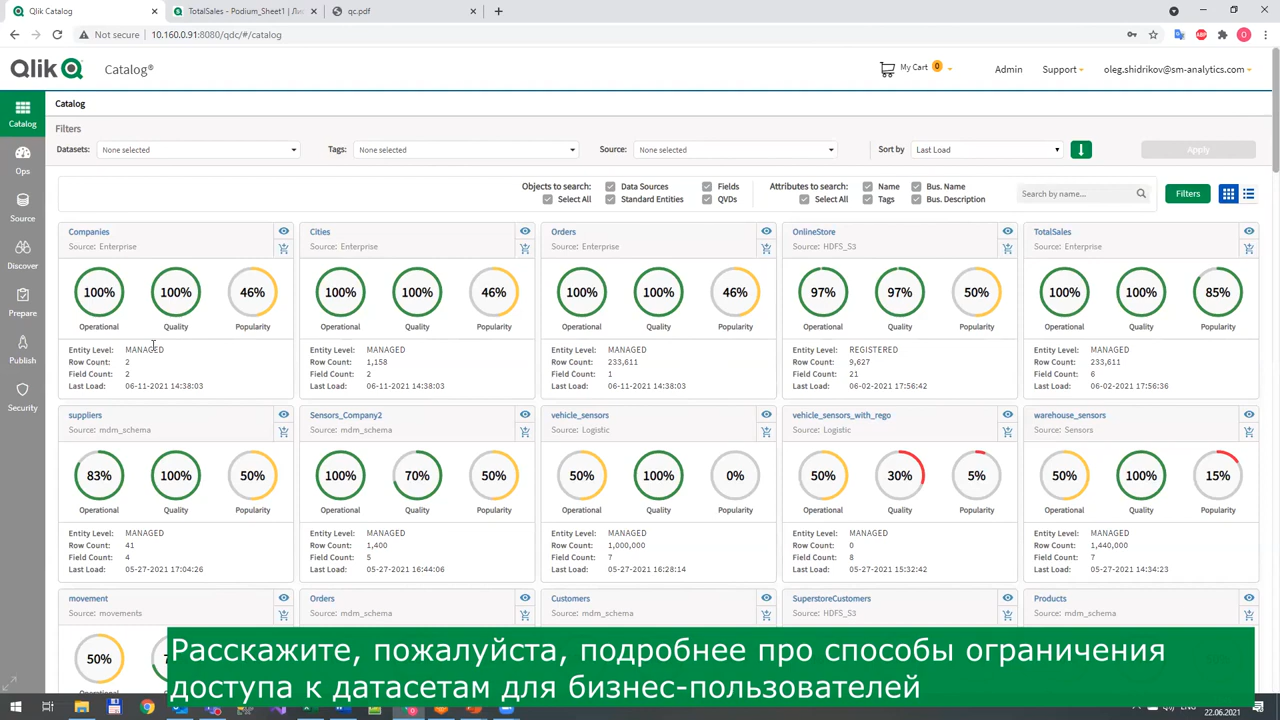 Qlik Catalog
TotalSales - Podium_Sheet1 | Ли
qc.pdf
Not secure 10.160.0.91:8080/qdc/#/catalog
Qlik Catalog®
My Cart 0 Admin Support oleg.shidrikov@sm-analytics.com
Catalog
Ops
Source
Discover
Prepare
Publish
Security
Catalog
Filters
Datasets: None selected Tags: None selected Source: None selected Sort by Last Load Apply
Objects to search: Data Sources Fields Attributes to search: Name Bus. Name
Select All Standard Entities QVDs Select All Tags Bus. Description
Search by name... Filters
Companies Cities Orders OnlineStore TotalSales
Source: Enterprise Source: Enterprise Source: Enterprise Source: HDFS_S3 Source: Enterprise
100% 100% 46% 100% 100% 46% 100% 100% 46% 97% 97% 50% 100% 100% 85%
Operational Quality Popularity Operational Quality Popularity Operational Quality Popularity Operational Quality Popularity Operational Quality Popularity
Entity Level: MANAGED Entity Level: MANAGED Entity Level: MANAGED Entity Level: REGISTERED Entity Level: MANAGED
Row Count: 2 Row Count: 1,158 Row Count: 233,611 Row Count: 9,627 Row Count: 233,611
Field Count: 2 Field Count: 2 Field Count: 1 Field Count: 21 Field Count: 6
Last Load: 06-11-2021 14:38:03 Last Load: 06-11-2021 14:38:03 Last Load: 06-11-2021 14:38:03 Last Load: 06-02-2021 17:56:42 Last Load: 06-02-2021 17:56:36
suppliers Sensors_Company2 vehicle_sensors vehicle_sensors_with_rego warehouse_sensors
Source: mdm_schema Source: mdm_schema Source: Logistic Source: Logistic Source: Sensors
83% 100% 50% 100% 70% 50% 50% 100% 0% 50% 30% 5% 50% 100% 15%
Operational Quality Popularity Operational Quality Popularity Operational Quality Popularity Operational Quality Popularity Operational Quality Popularity
Entity Level: MANAGED Entity Level: MANAGED Entity Level: MANAGED Entity Level: MANAGED Entity Level: MANAGED
Row Count: 41 Row Count: 1,400 Row Count: 1,000,000 Row Count: 0 Row Count: 1,440,000
Field Count: 4 Field Count: 5 Field Count: 7 Field Count: 8 Field Count: 7
Last Load: 05-27-2021 17:04:26 Last Load: 05-27-2021 16:44:06 Last Load: 05-27-2021 16:28:14 Last Load: 05-27-2021 15:32:42 Last Load: 05-27-2021 14:34:23
movement Orders Customers SuperstoreCustomers Products
Source: movements Source: mdm_schema Source: mdm_schema Source: HDFS_S3 Source: mdm_schema
50%
Расскажите, пожалуйста, подробнее про способы ограничения
доступа к датасетам для бизнес-пользователей
22.06.2021